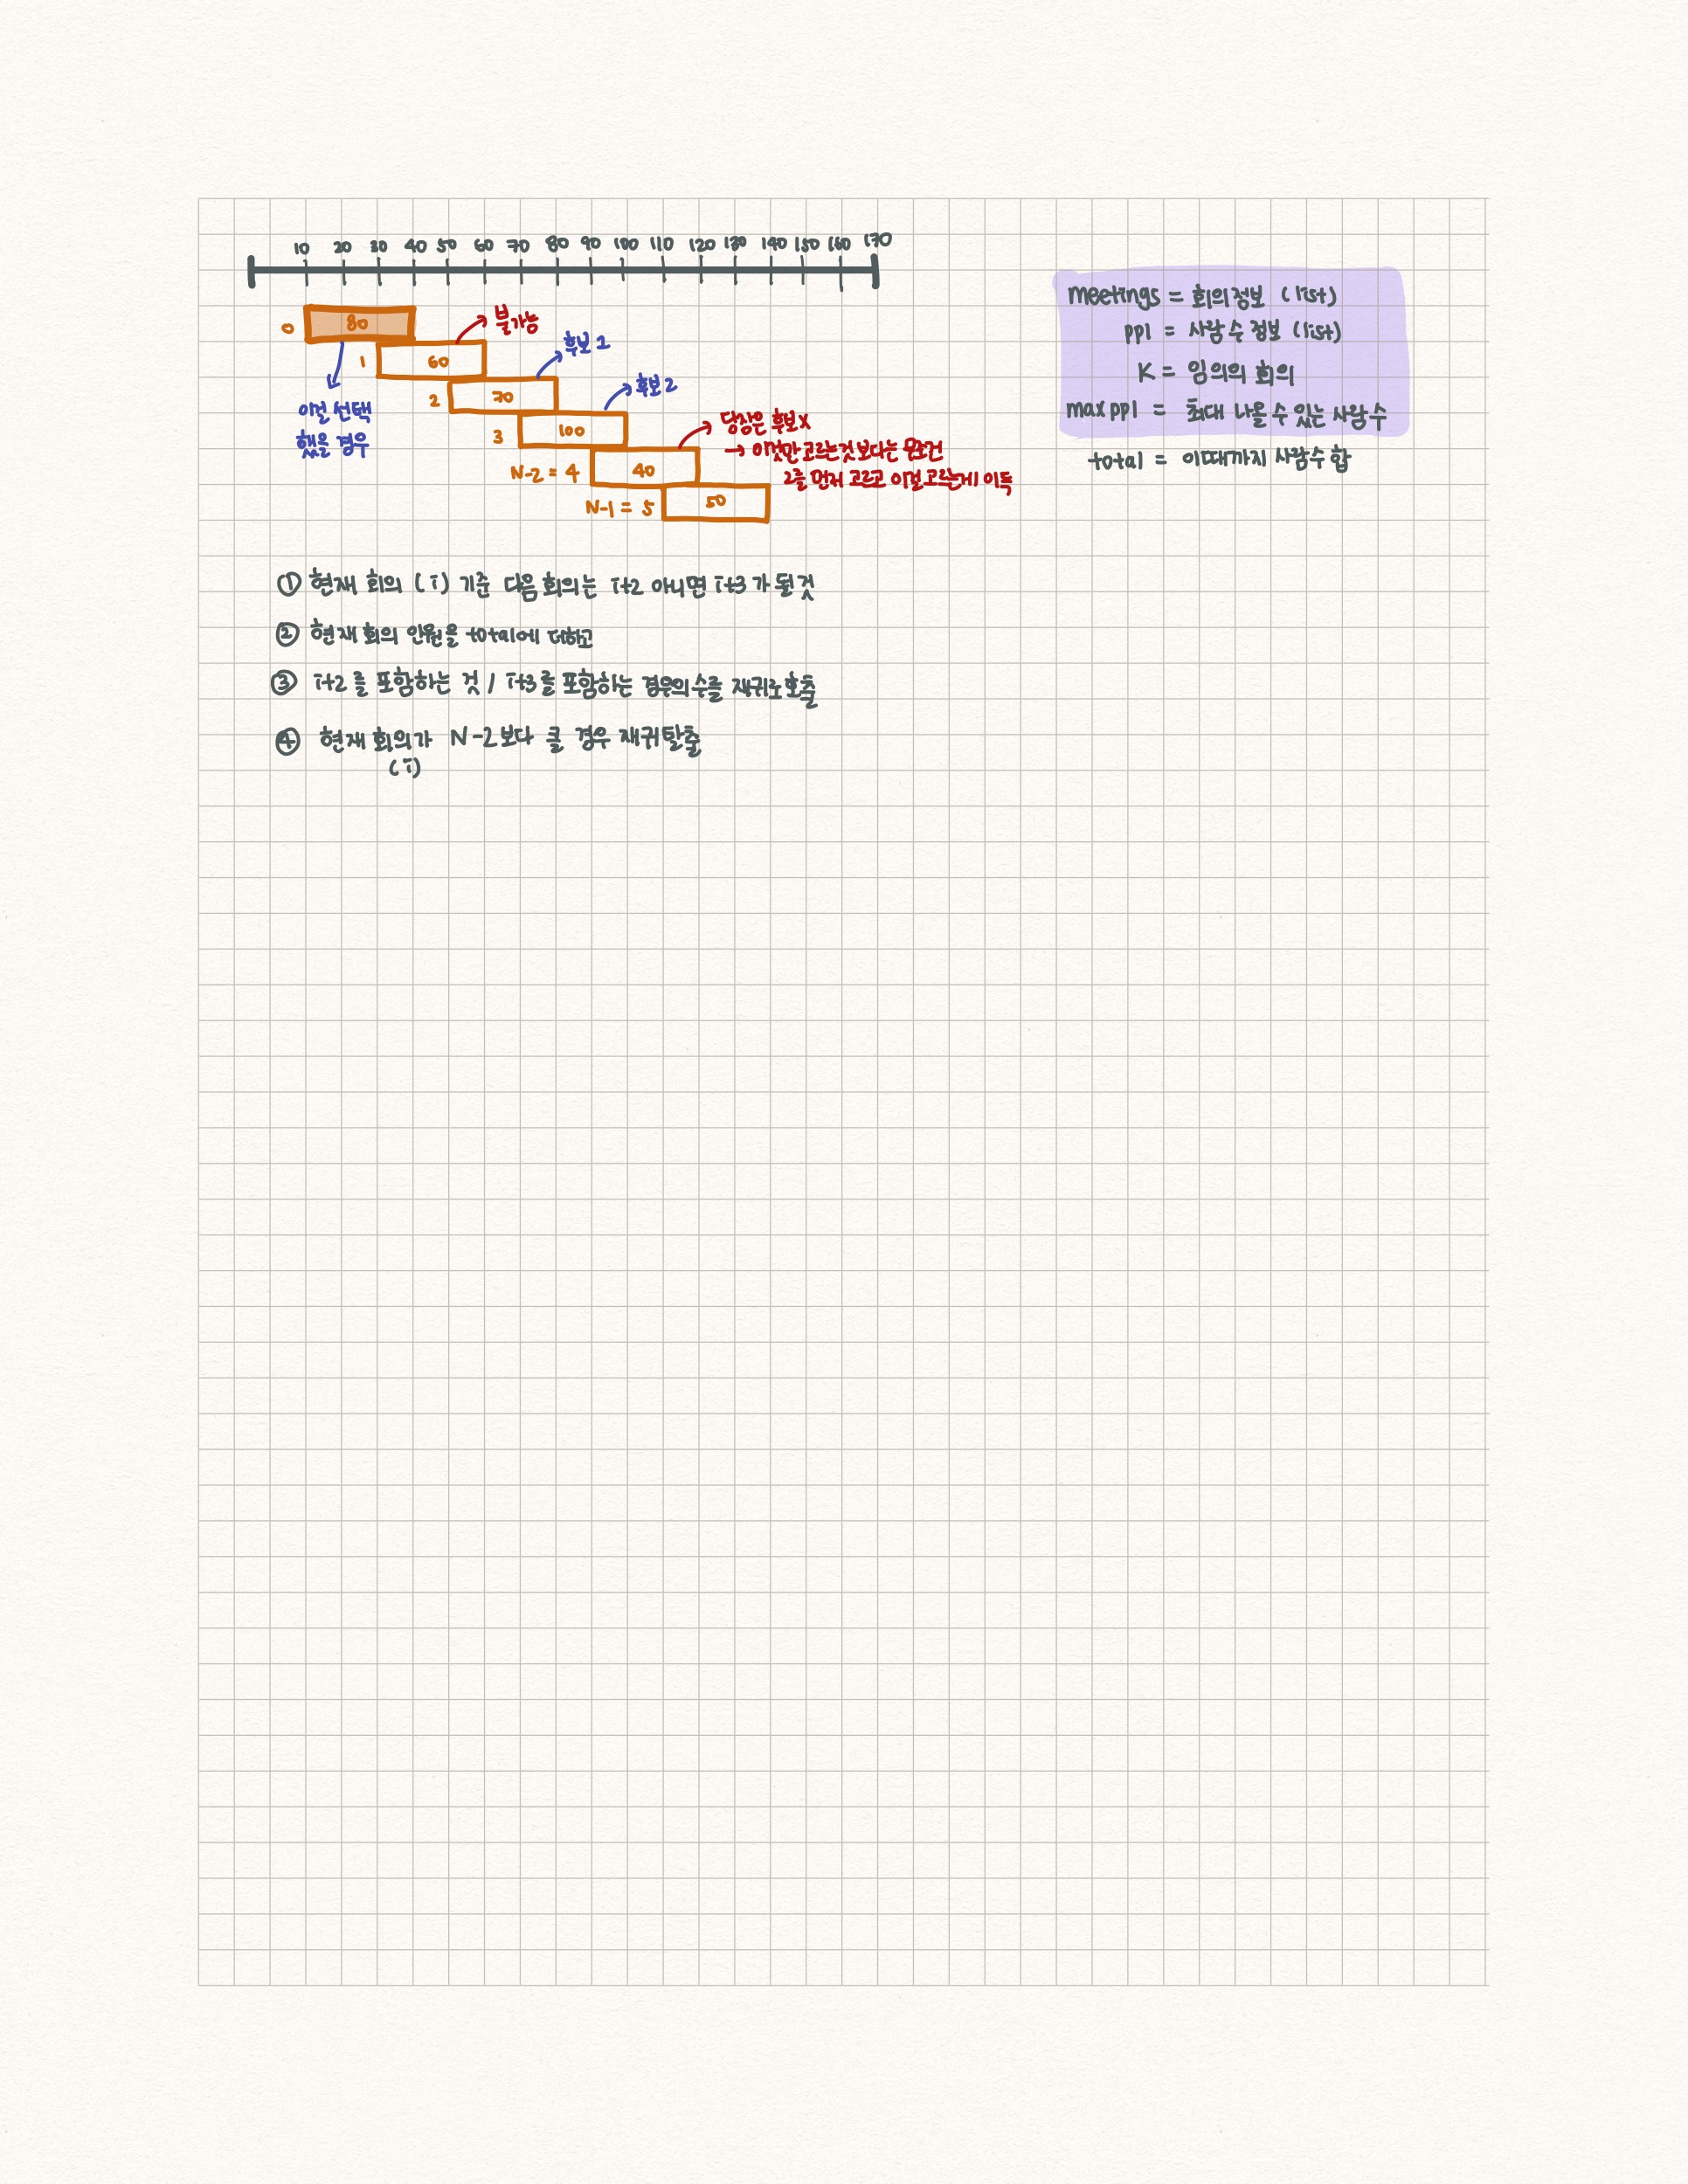 10 20 30 40 50 60 70 80 90 100 110 120 130 140 150 160 170
0 80
불가능
1 60
후보 1
2 70
후보 2
이걸 선택
했을 경우
3 100
당장은 후보X
→ 이것만 고르는것 보다는 무조건
2를 먼저 고르고 이걸 고르는게 이득
N-2 = 4 40
N-1 = 5 50
meetings = 회의정보 (list)
ppl = 사람 수 정보 (list)
K = 임의의 회의
max ppl = 최대 나올 수 있는 사람 수
total = 이때까지 사람수 합
① 현재 회의 (i) 기준 다음 회의는 i+2 아니면 i+3 가 될 것
② 현재 회의 인원을 total에 더하고
③ i+2 를 포함하는 것 / i+3 를 포함하는 경우의 수를 재귀로 호출
④ 현재 회의가 N-2 보다 클 경우 재귀 탈출
(i)